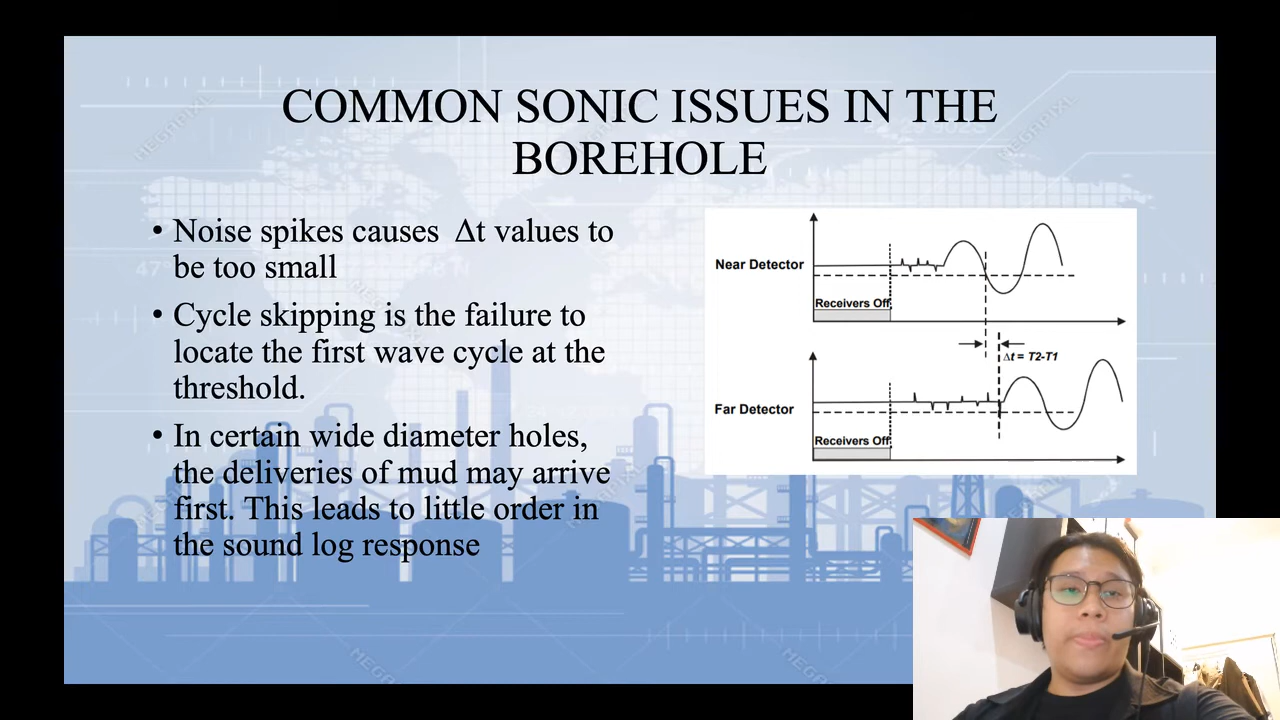 COMMON SONIC ISSUES IN THE
BOREHOLE
• Noise spikes causes Δt values to
be too small
• Cycle skipping is the failure to
locate the first wave cycle at the
threshold.
• In certain wide diameter holes,
the deliveries of mud may arrive
first. This leads to little order in
the sound log response
Near Detector
Receivers Off
Δt = T2-T1
Far Detector
Receivers Off
MEGAPIXL
MEGAPIXL
MEGAPIXL